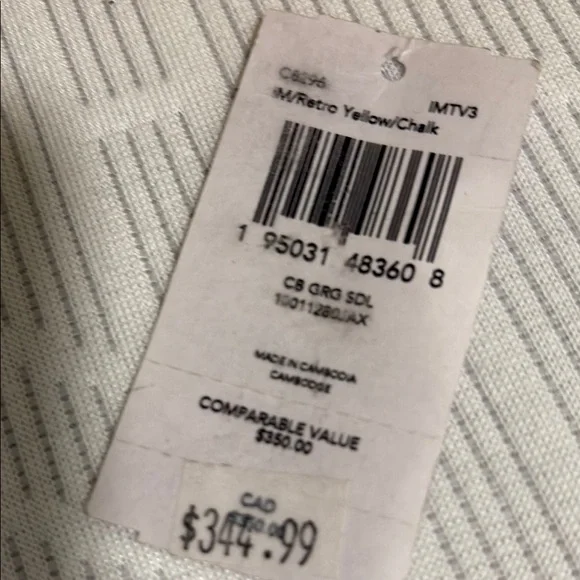 C8296
IM/Retro Yellow/Chalk
IMTV3
1 95031 48360 8
CB GRG SDL
MADE IN CAMBODIA
CAMBODGE
COMPARABLE VALUE
$350.00
CAD
$344.99